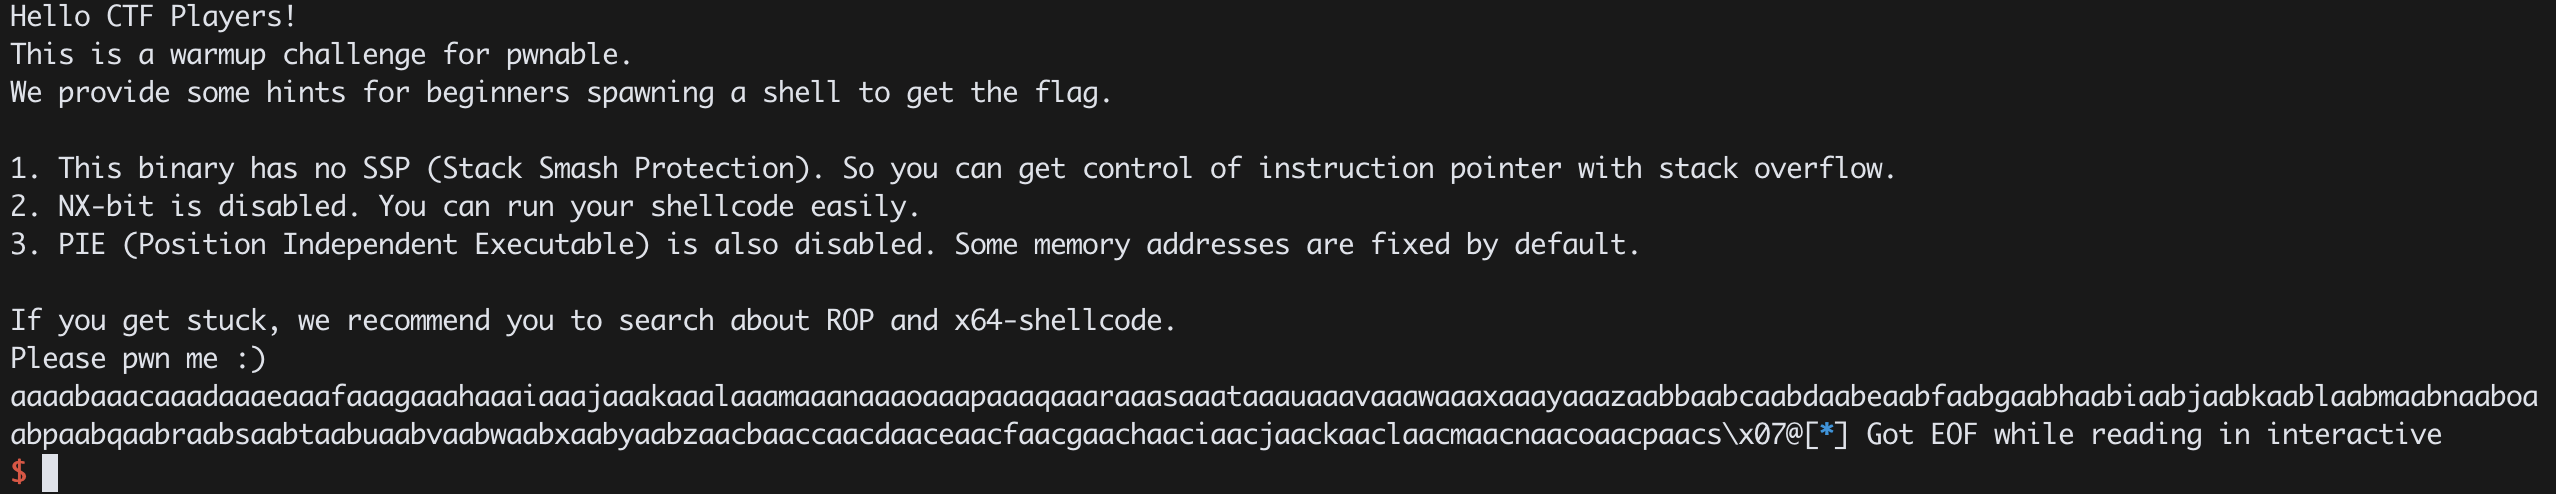 Hello CTF Players!
This is a warmup challenge for pwnable.
We provide some hints for beginners spawning a shell to get the flag.
1. This binary has no SSP (Stack Smash Protection). So you can get control of instruction pointer with stack overflow.
2. NX-bit is disabled. You can run your shellcode easily.
3. PIE (Position Independent Executable) is also disabled. Some memory addresses are fixed by default.
If you get stuck, we recommend you to search about ROP and x64-shellcode.
Please pwn me :)
aaaabaaacaaadaaaeaaafaaagaaahaaaiaaajaaakaaalaaamaaanaaaoaaapaaaqaaaraaasaaataaauaaavaaawaaaxaaayaaazaabbaabcaabdaabeaabfaabgaabhaabiaabjaabkaablaabmaabnaaboa
abpaabqaabraabsaabtaabuaabvaabwaabxaabyaabzaacbaaccaacdaaceaacfaacgaachaaciaacjaackaaclaacmaacnaacoaacpaacs\x07@[*] Got EOF while reading in interactive
$